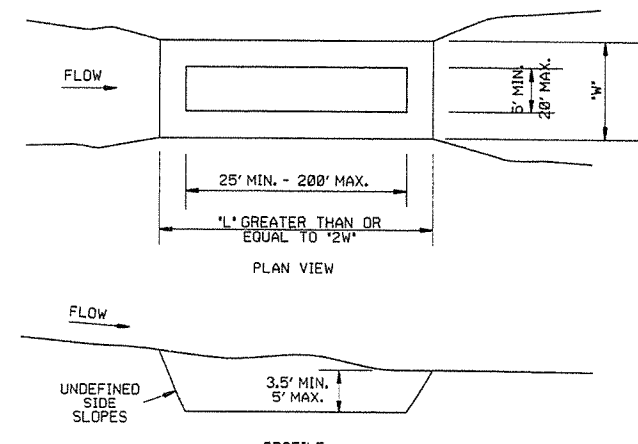 FLOW
6' MIN.
20' MAX.
"W"
25' MIN. - 200' MAX.
"L" GREATER THAN OR
EQUAL TO "2W"
PLAN VIEW
FLOW
UNDEFINED
SIDE
SLOPES
3.5' MIN.
5' MAX.